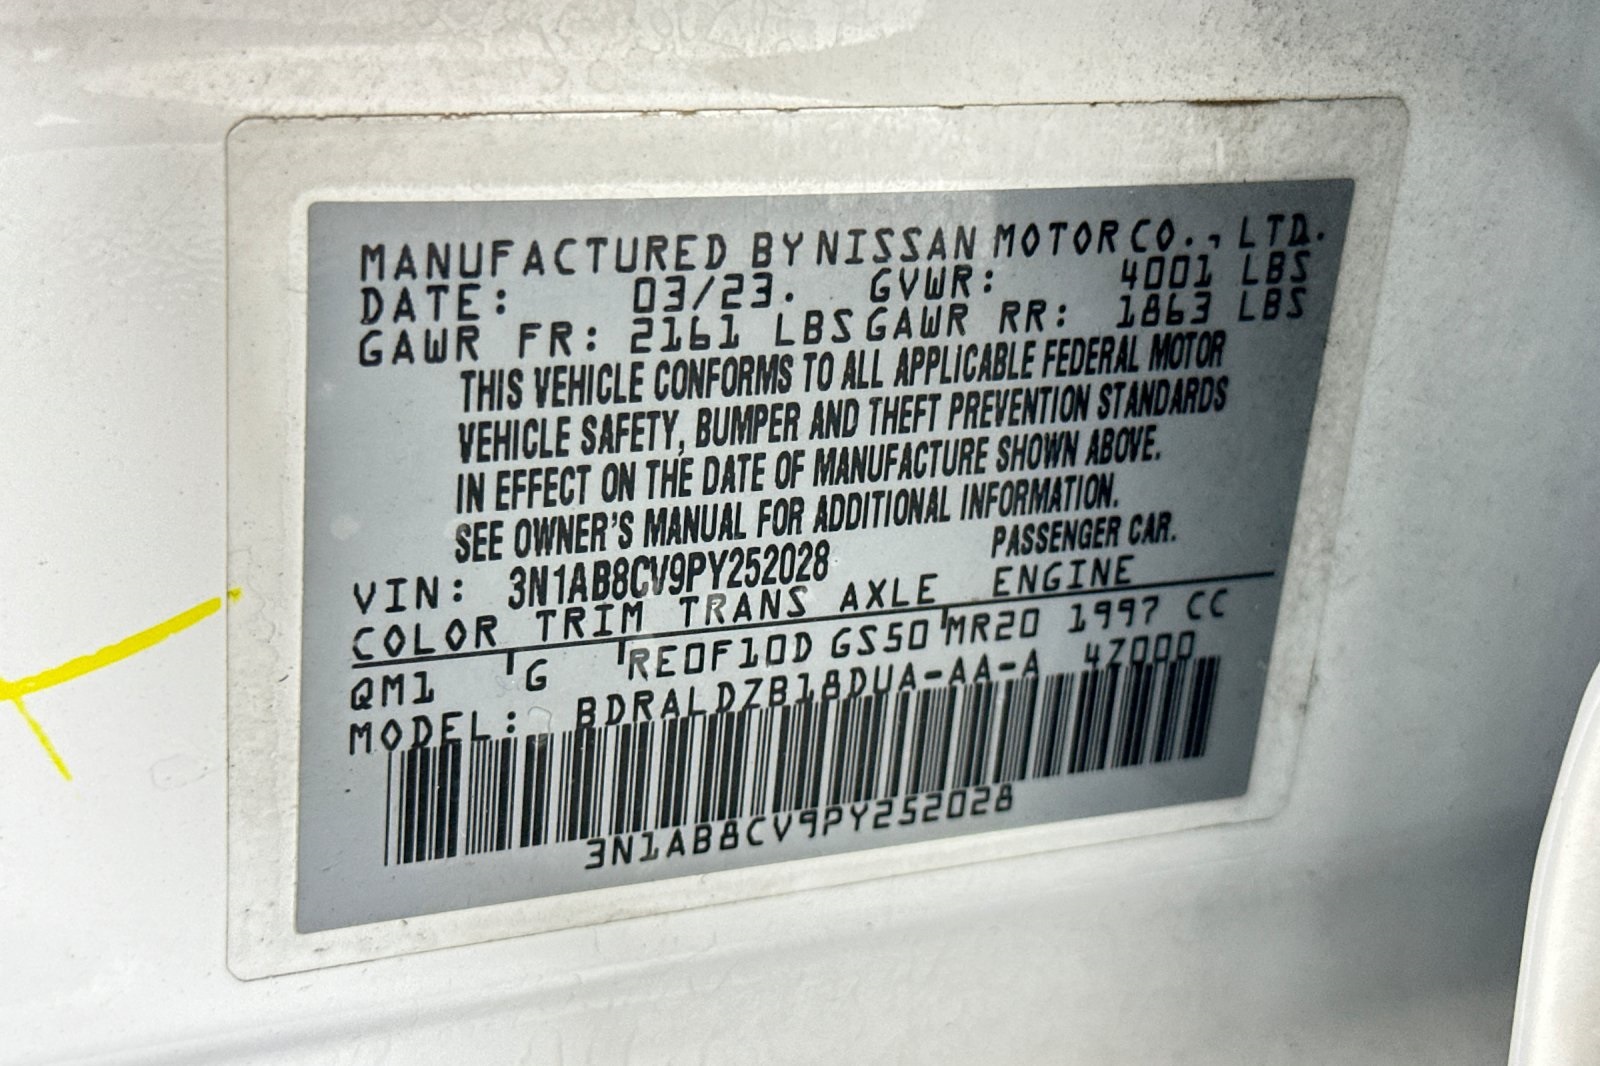 MANUFACTURED BY NISSAN MOTOR CO., LTD.
DATE: 03/23. GVWR: 4001 LBS
GAWR FR: 2161 LBS GAWR RR: 1863 LBS
THIS VEHICLE CONFORMS TO ALL APPLICABLE FEDERAL MOTOR
VEHICLE SAFETY, BUMPER AND THEFT PREVENTION STANDARDS
IN EFFECT ON THE DATE OF MANUFACTURE SHOWN ABOVE.
SEE OWNER'S MANUAL FOR ADDITIONAL INFORMATION.
VIN: 3N1AB8CV9PY252028 PASSENGER CAR.
COLOR TRIM TRANS AXLE ENGINE
QM1 G RE0F10D GS50 MR20 1997 CC
MODEL: BDRALDZB18DUA-AA-A 4Z000
3N1AB8CV9PY252028